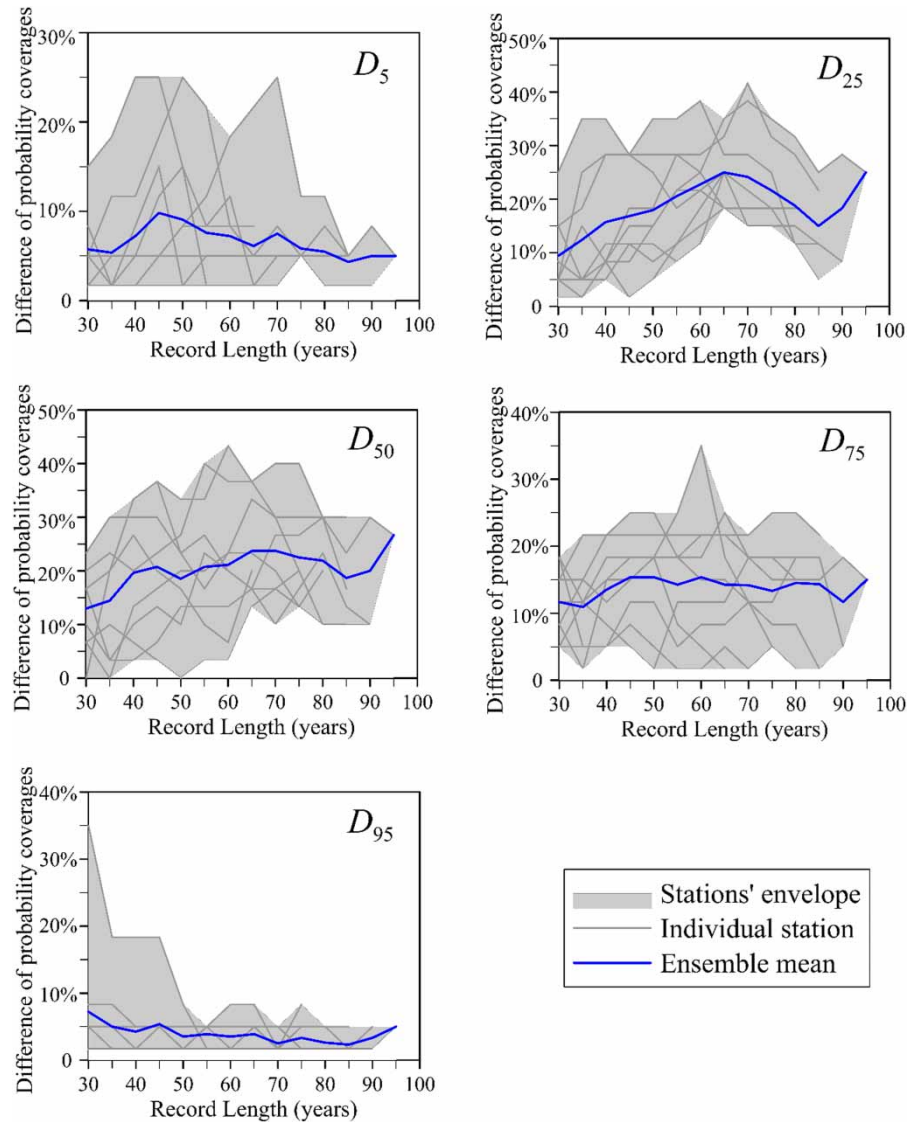 Difference of probability coverages
30%
20%
10%
0
D5
30 40 50 60 70 80 90 100
Record Length (years)
Difference of probability coverages
50%
40%
30%
20%
10%
0
D25
30 40 50 60 70 80 90 100
Record Length (years)
Difference of probability coverages
50%
40%
30%
20%
10%
0
D50
30 40 50 60 70 80 90 100
Record Length (years)
Difference of probability coverages
40%
30%
20%
10%
0
D75
30 40 50 60 70 80 90 100
Record Length (years)
Difference of probability coverages
40%
30%
20%
10%
0
D95
30 40 50 60 70 80 90 100
Record Length (years)
Stations' envelope
Individual station
Ensemble mean